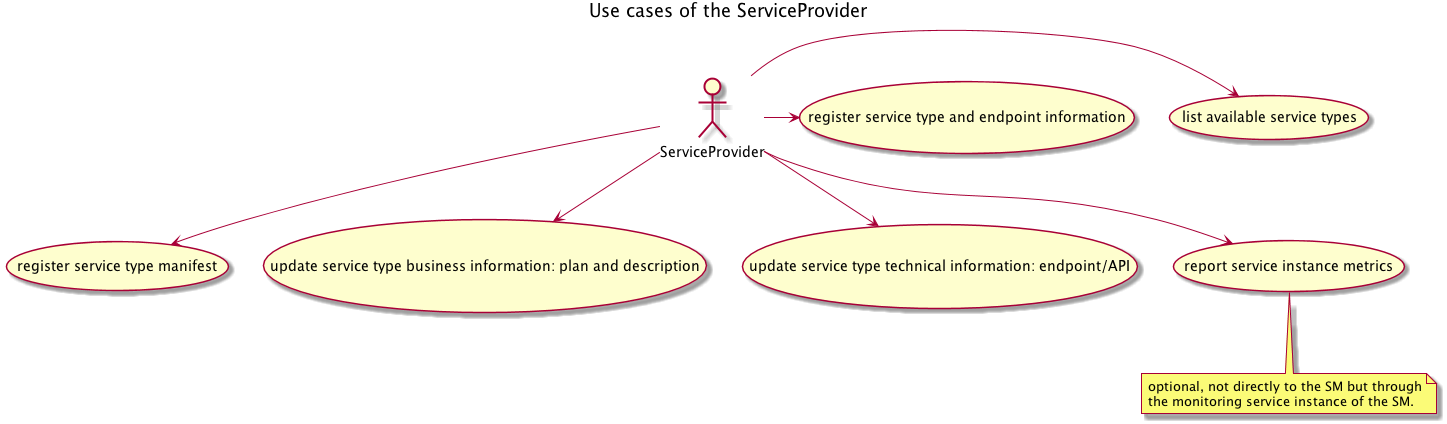 Use cases of the ServiceProvider
register service type and endpoint information
list available service types
ServiceProvider
register service type manifest
update service type business information: plan and description
update service type technical information: endpoint/API
report service instance metrics
optional, not directly to the SM but through
the monitoring service instance of the SM.